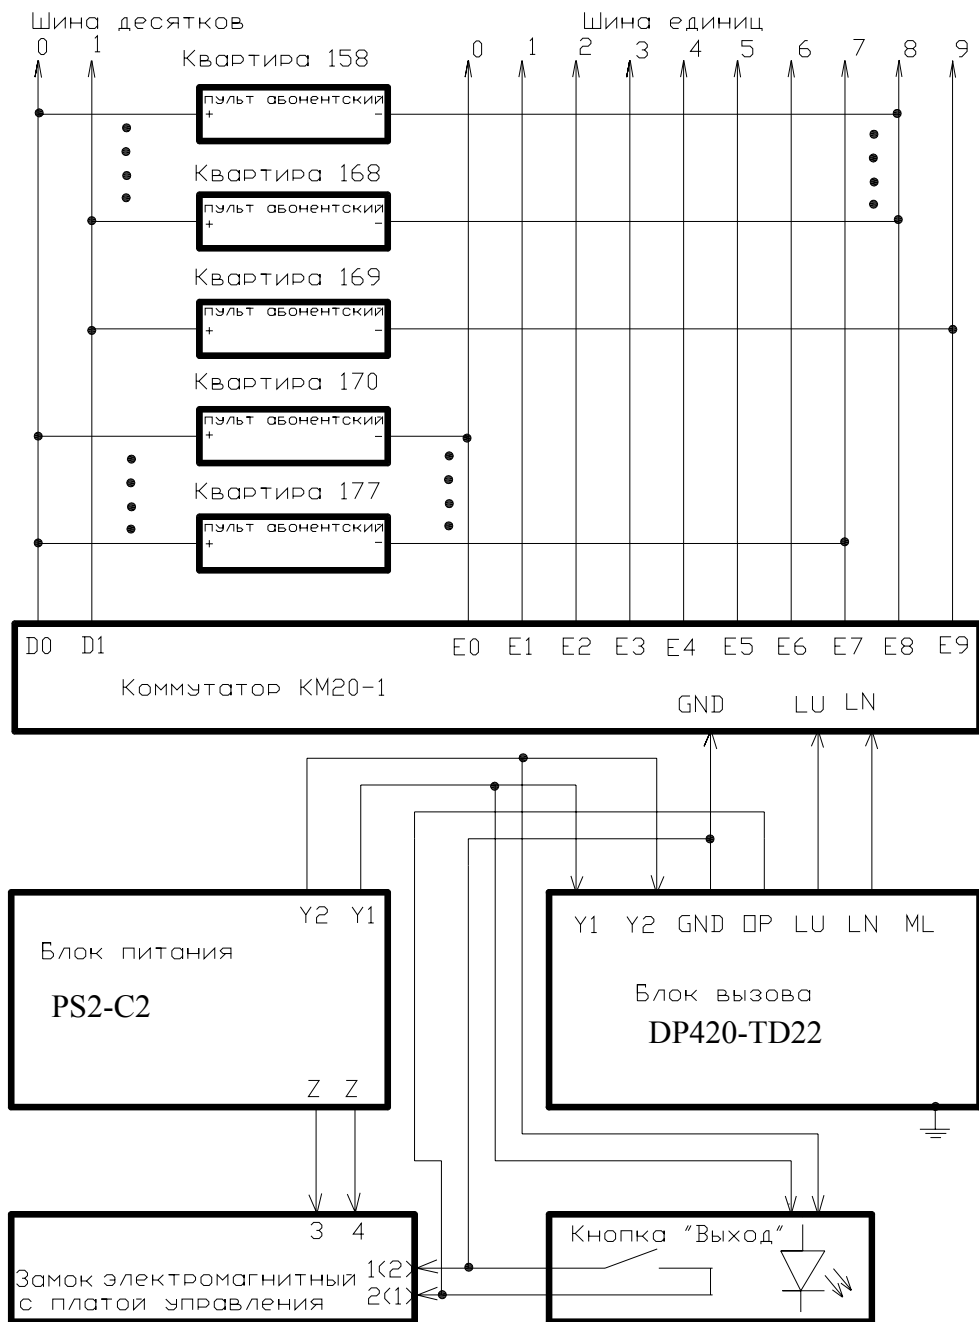 Шина десятков
Шина единиц
0 1
0 1 2 3 4 5 6 7 8 9
Квартира 158
пульт абонентский
+ -
Квартира 168
пульт абонентский
+ -
Квартира 169
пульт абонентский
+ -
Квартира 170
пульт абонентский
+ -
Квартира 177
пульт абонентский
+ -
D0 D1 E0 E1 E2 E3 E4 E5 E6 E7 E8 E9
Коммутатор КМ20-1
GND LU LN
Y2 Y1
Блок питания
PS2-C2
Z Z
Y1 Y2 GND OP LU LN ML
Блок вызова
DP420-TD22
3 4
Замок электромагнитный
с платой управления
1(2)
2(1)
Кнопка "Выход"